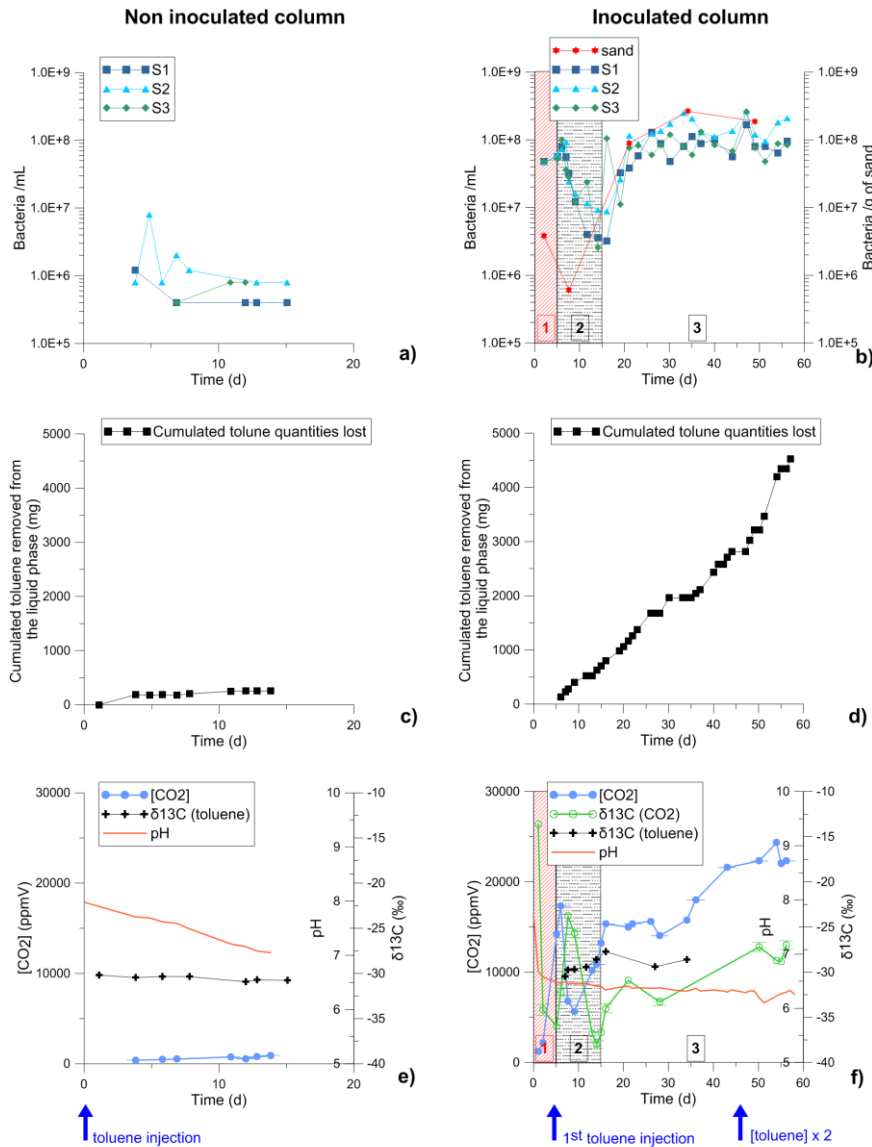 Non inoculated column
Inoculated column
S1
S2
S3
1.0E+9
1.0E+8
1.0E+7
1.0E+6
1.0E+5
Bacteria /mL
0
10
20
Time (d)
a)
sand
S1
S2
S3
1.0E+9
1.0E+8
1.0E+7
1.0E+6
1.0E+5
Bacteria /mL
1.0E+9
1.0E+8
1.0E+7
1.0E+6
1.0E+5
Bacteria /g of sand
1
2
3
0
10
20
30
40
50
60
Time (d)
b)
Cumulated tolune quantities lost
5000
4000
3000
2000
1000
0
Cumulated toluene removed from
the liquid phase (mg)
0
10
20
Time (d)
c)
Cumulated tolune quantities lost
5000
4000
3000
2000
1000
0
Cumulated toluene removed from
the liquid phase (mg)
0
10
20
30
40
50
60
Time (d)
d)
[CO2]
δ13C (toluene)
pH
30000
20000
10000
0
[CO2] (ppmV)
10
9
8
7
6
5
pH
-10
-15
-20
-25
-30
-35
-40
δ13C (‰)
0
10
20
Time (d)
e)
toluene injection
[CO2]
δ13C (CO2)
δ13C (toluene)
pH
30000
20000
10000
0
[CO2] (ppmV)
10
9
8
7
6
5
pH
-10
-15
-20
-25
-30
-35
-40
δ13C (‰)
1
2
3
0
10
20
30
40
50
60
Time (d)
f)
1st toluene injection
[toluene] x 2